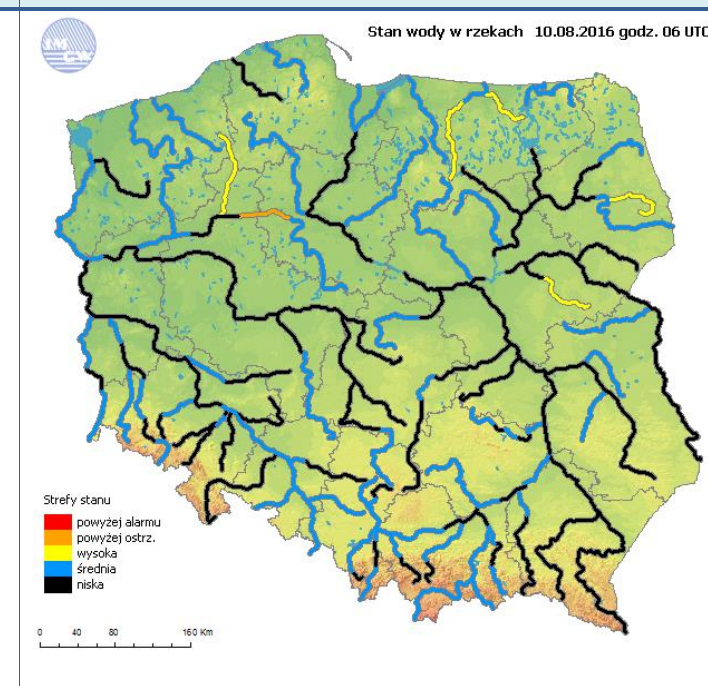 Stan wody w rzekach 10.08.2016 godz. 06 UTC
Strefy stanu
powyżej alarmu
powyżej ostrz.
wysoka
średnia
niska
0 40 80 160 Km